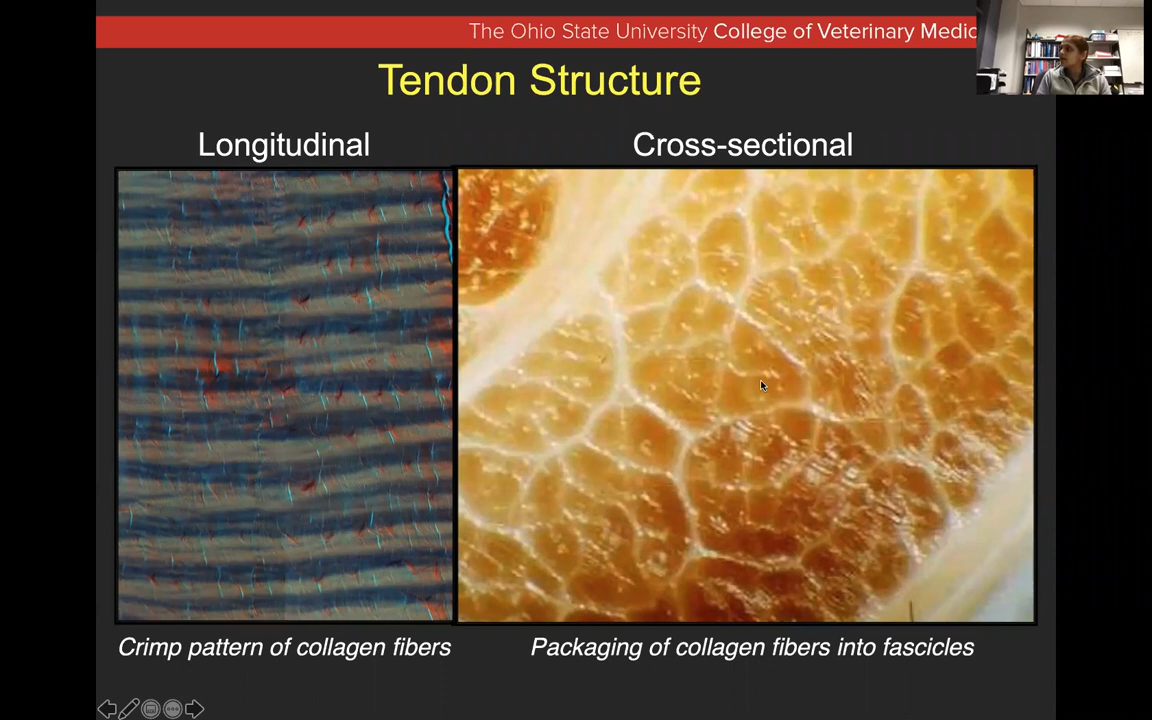 The Ohio State University College of Veterinary Medic
Tendon Structure
Longitudinal
Cross-sectional
Crimp pattern of collagen fibers
Packaging of collagen fibers into fascicles